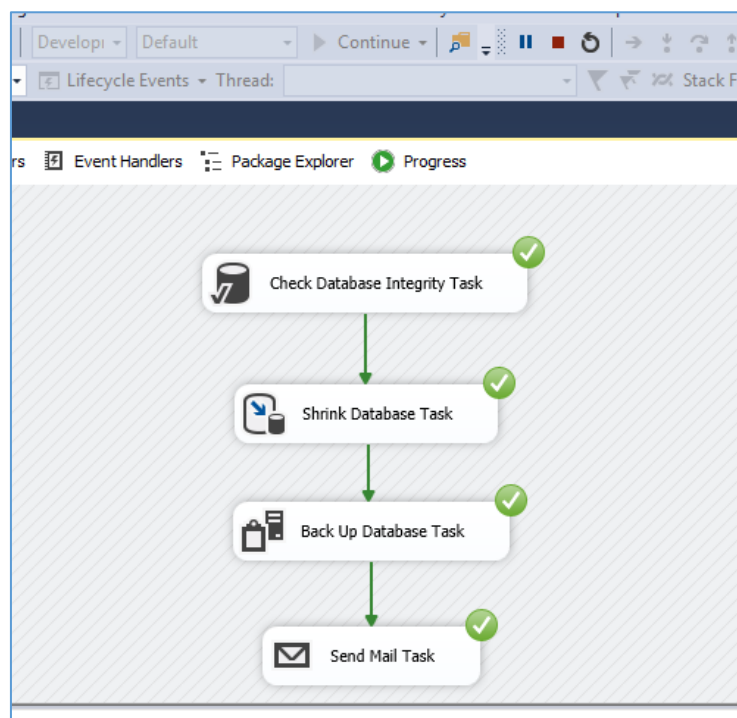 Developr Default Continue
Lifecycle Events Thread: Stack F
rs Event Handlers Package Explorer Progress
Check Database Integrity Task
Shrink Database Task
Back Up Database Task
Send Mail Task